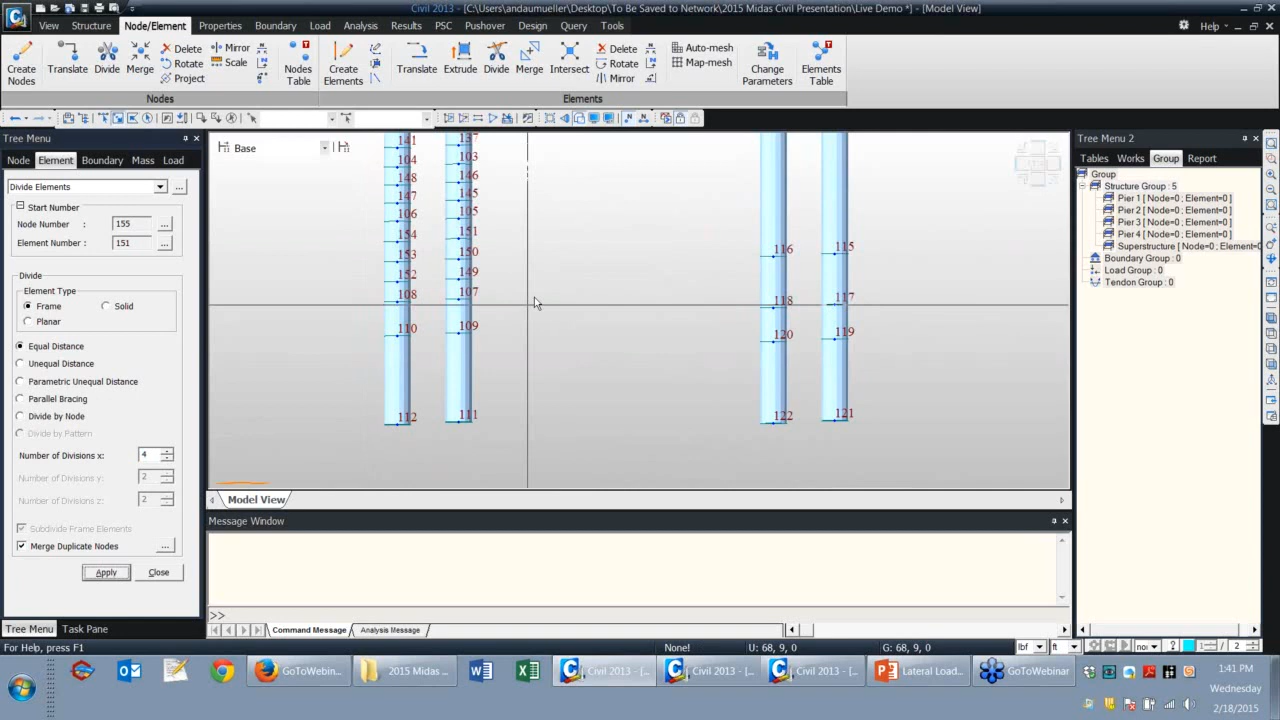 Civil 2013 - [C:\Users\andaumueller\Desktop\To Be Saved to Network\2015 Midas Civil Presentation\Live Demo *] - [Model View]
View Structure Node/Element Properties Boundary Load Analysis Results PSC Pushover Design Query Tools Help
Create Nodes
Translate
Divide
Merge
Delete
Rotate
Project
Mirror
Scale
Nodes Table
Create Elements
Translate
Extrude
Divide
Merge
Intersect
Delete
Rotate
Mirror
Auto-mesh
Map-mesh
Change Parameters
Elements Table
Nodes
Elements
Tree Menu
Node Element Boundary Mass Load
Divide Elements
...
Start Number
Node Number : 155 ...
Element Number : 151 ...
Divide
Element Type
Frame Solid
Planar
Equal Distance
Unequal Distance
Parametric Unequal Distance
Parallel Bracing
Divide by Node
Divide by Pattern
Number of Divisions x: 4
Number of Divisions y: 2
Number of Divisions z: 2
Subdivide Frame Elements
Merge Duplicate Nodes ...
Apply Close
Tree Menu Task Pane
Base
141 137
104 103
148 146
147 145
106 105
154 151
153 150
152 149
108 107
110 109
112 111
116 115
118 117
120 119
122 121
Model View
Message Window
>>
Command Message Analysis Message
Tree Menu 2
Tables Works Group Report
Group
Structure Group : 5
Pier 1 [ Node=0 ; Element=0 ]
Pier 2 [ Node=0 ; Element=0 ]
Pier 3 [ Node=0 ; Element=0 ]
Pier 4 [ Node=0 ; Element=0 ]
Superstructure [ Node=0 ; Element=0
Boundary Group : 0
Load Group : 0
Tendon Group : 0
For Help, press F1
None!
U: 68, 9, 0
G: 68, 9, 0
lbf ft
1 / 2
GoToWebin...
2015 Midas ...
Civil 2013 - [...
Civil 2013 - [...
Civil 2013 - [...
Lateral Load...
GoToWebinar
1:41 PM
Wednesday
2/18/2015